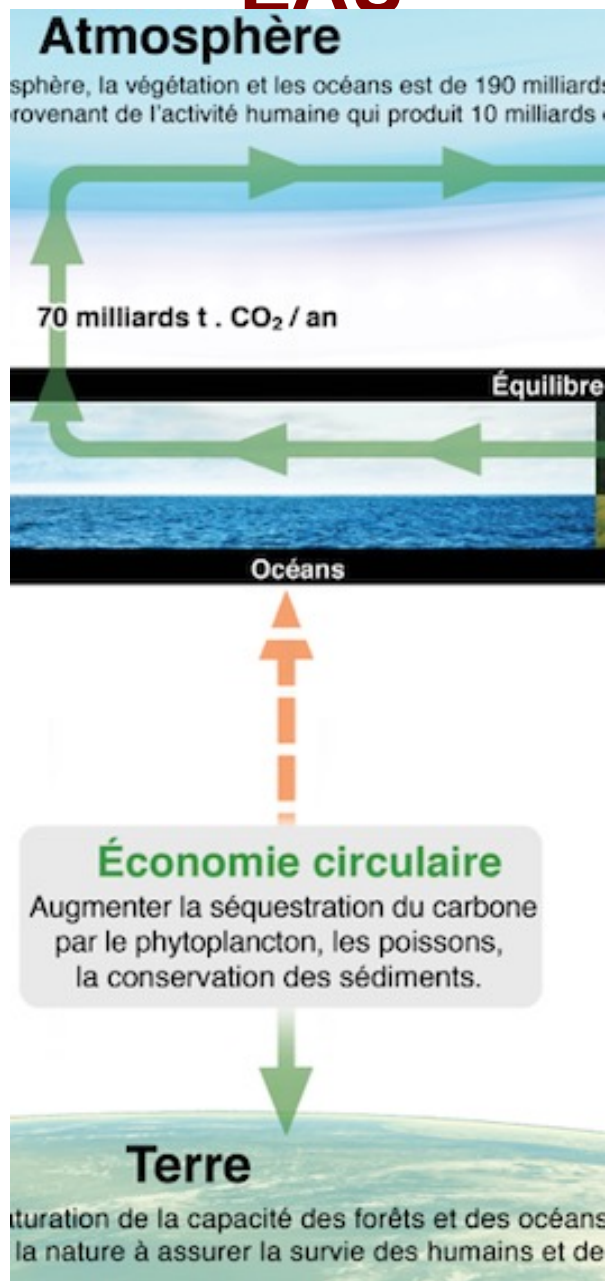 EAU
Atmosphère
sphère, la végétation et les océans est de 190 milliards
rovenant de l'activité humaine qui produit 10 milliards
70 milliards t . CO₂ / an
Équilibre
Océans
Économie circulaire
Augmenter la séquestration du carbone
par le phytoplancton, les poissons,
la conservation des sédiments.
Terre
turation de la capacité des forêts et des océans
la nature à assurer la survie des humains et de